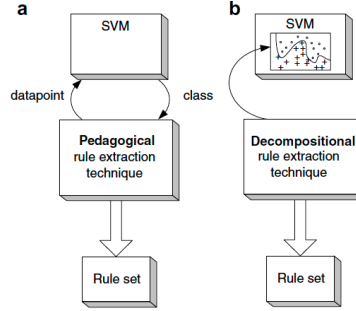 a
SVM
datapoint
class
Pedagogical
rule extraction
technique
Rule set
b
SVM
Decompositional
rule extraction
technique
Rule set